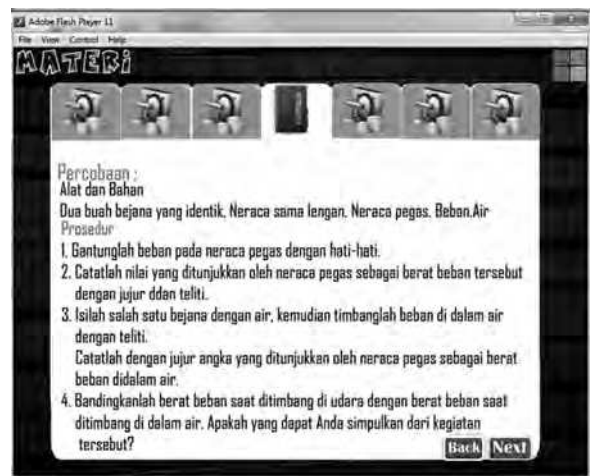 Adobe Flash Player 11
File View Control Help
MATERi
Percobaan :
Alat dan Bahan
Dua buah bejana yang identik, Neraca sama lengan, Neraca pegas, Beban,Air
Prosedur
1. Gantunglah beban pada neraca pegas dengan hati-hati.
2. Catatlah nilai yang ditunjukkan oleh neraca pegas sebagai berat beban tersebut
dengan jujur ddan teliti.
3. Isilah salah satu bejana dengan air, kemudian timbanglah beban di dalam air
dengan teliti.
Catatlah dengan jujur angka yang ditunjukkan oleh neraca pegas sebagai berat
beban didalam air.
4. Bandingkanlah berat beban saat ditimbang di udara dengan berat beban saat
ditimbang di dalam air. Apakah yang dapat Anda simpulkan dari kegiatan
tersebut?
Back Next